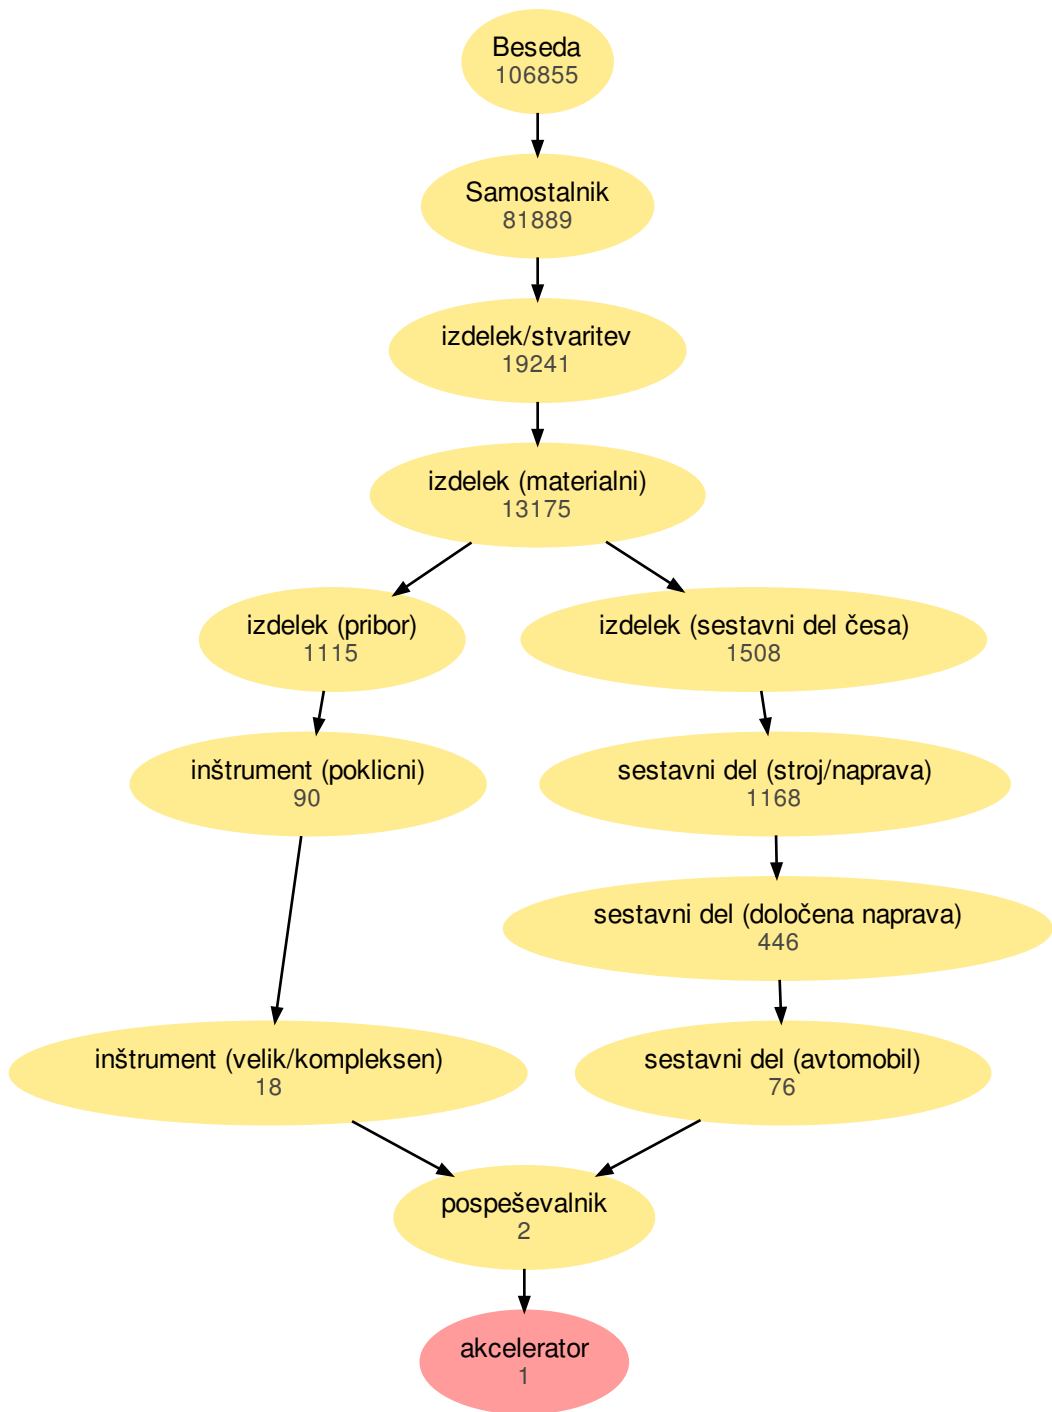 Beseda
106855
Samostalnik
81889
izdelek/stvaritev
19241
izdelek (materialni)
13175
izdelek (pribor)
1115
izdelek (sestavni del česa)
1508
inštrument (poklicni)
90
sestavni del (stroj/naprava)
1168
sestavni del (določena naprava)
446
inštrument (velik/kompleksen)
18
sestavni del (avtomobil)
76
pospeševalnik
2
akcelerator
1